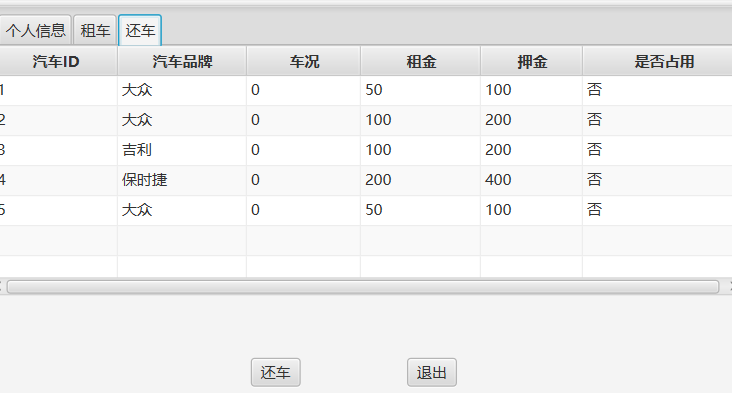 个人信息 租车 还车
汽车ID 汽车品牌 车况 租金 押金 是否占用
1 大众 0 50 100 否
2 大众 0 100 200 否
3 吉利 0 100 200 否
4 保时捷 0 200 400 否
5 大众 0 50 100 否
还车 退出